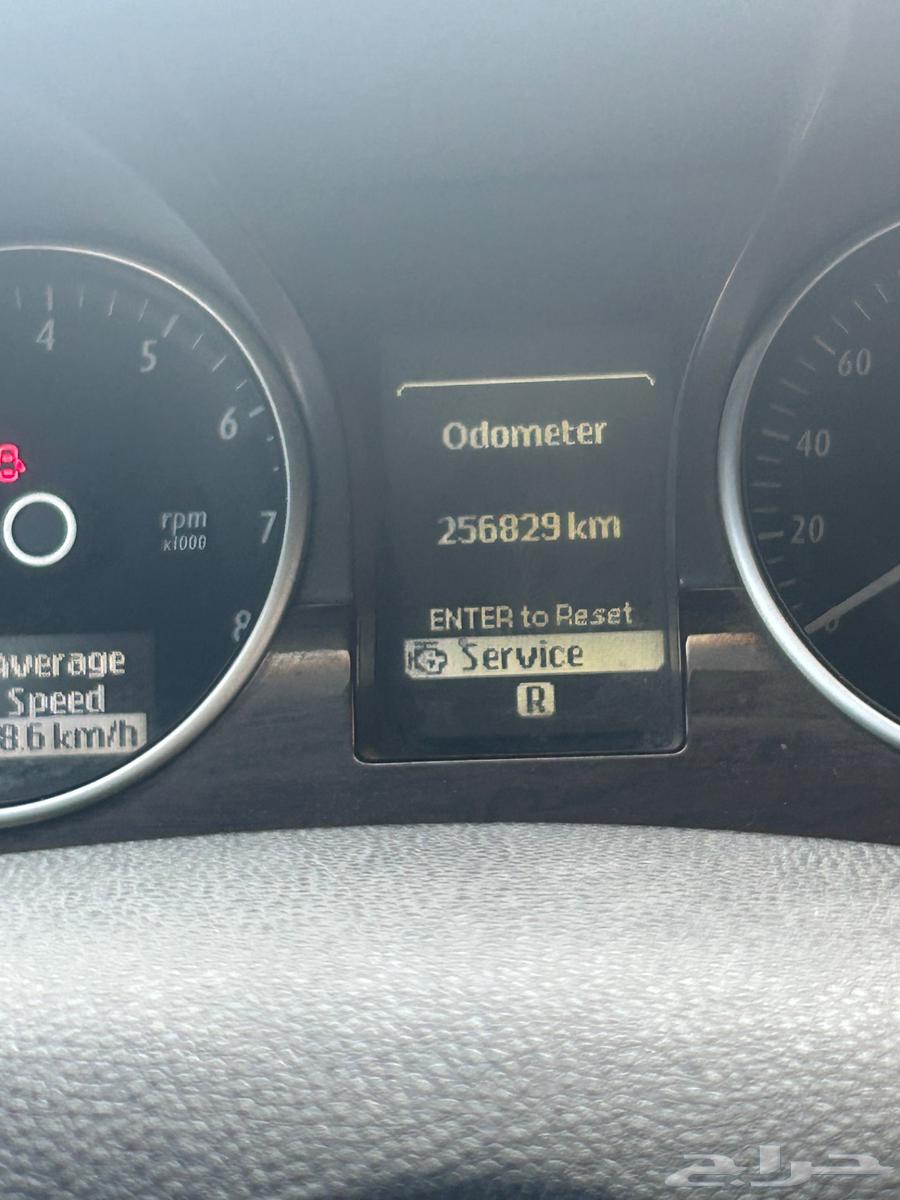 4
5
6
7
8
rpm
x1000
Average
Speed
8.6 km/h
Odometer
256829 km
ENTER to Reset
Service
R
60
40
20
0
حراج